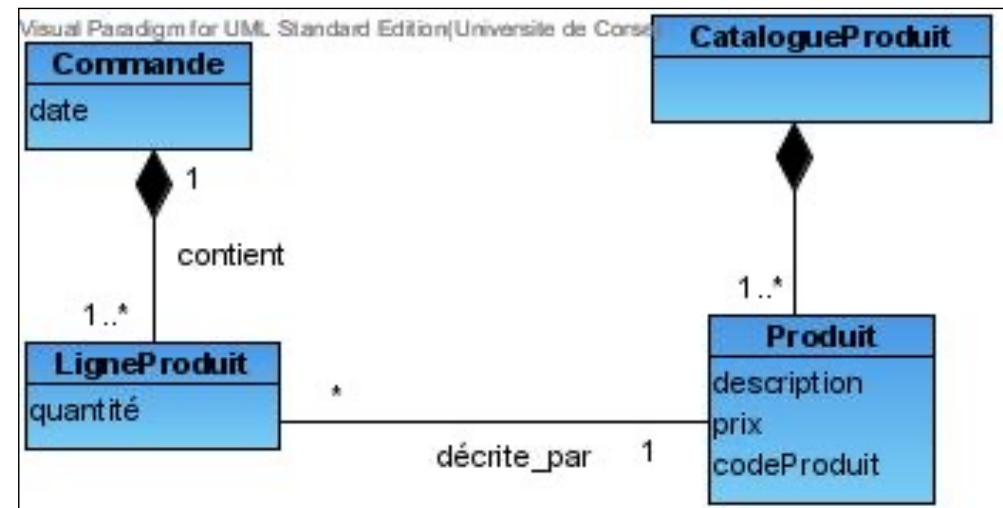 Visual Paradigm for UML Standard Edition(Universite de Corse)
CatalogueProduit
Commande
date
1
contient
1..*
1..*
LigneProduit
quantité
*
décrite_par
1
Produit
description
prix
codeProduit